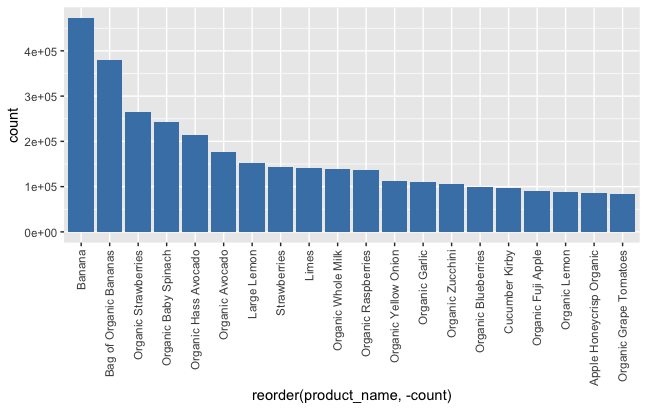 count
4e+05
3e+05
2e+05
1e+05
0e+00
Banana
Bag of Organic Bananas
Organic Strawberries
Organic Baby Spinach
Organic Hass Avocado
Organic Avocado
Large Lemon
Strawberries
Limes
Organic Whole Milk
Organic Raspberries
Organic Yellow Onion
Organic Garlic
Organic Zucchini
Organic Blueberries
Cucumber Kirby
Organic Fuji Apple
Organic Lemon
Apple Honeycrisp Organic
Organic Grape Tomatoes
reorder(product_name, -count)